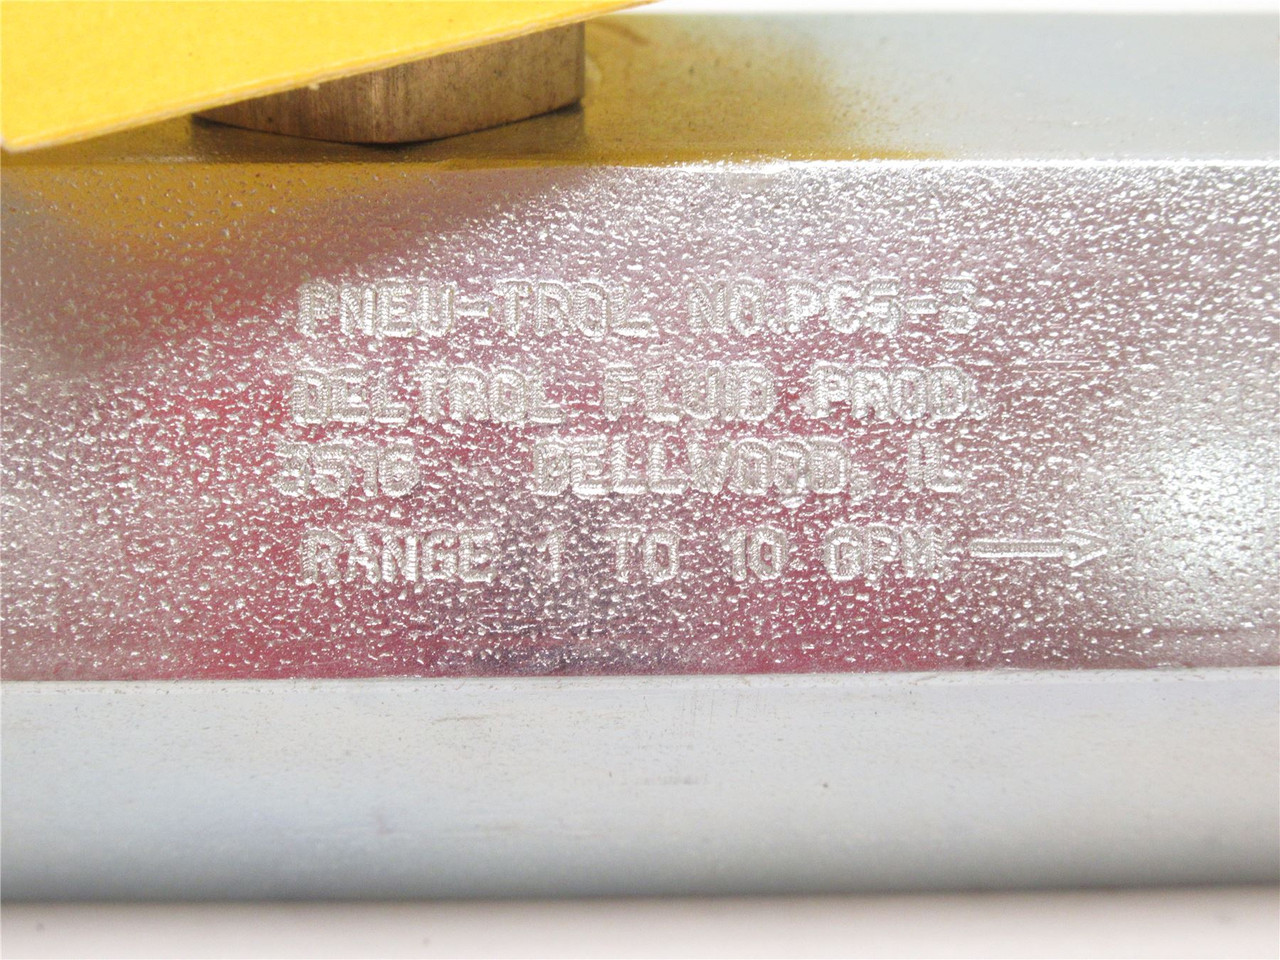 PNEU-TROL NO.PC5-3
DELTROL FLUID PROD.
3516 BELLWOOD, IL
RANGE 1 TO 10 GPM